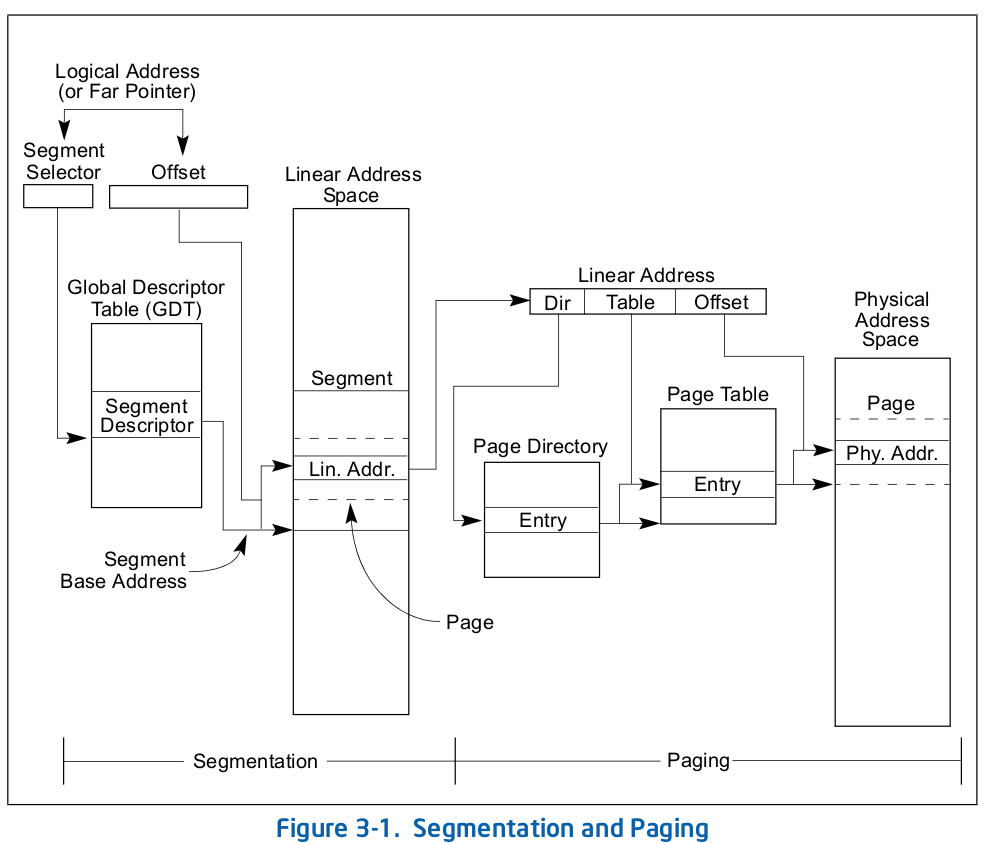 Logical Address
(or Far Pointer)
Segment
Selector
Offset
Linear Address
Space
Global Descriptor
Table (GDT)
Segment
Descriptor
Segment
Base Address
Segment
Lin. Addr.
Page
Linear Address
Dir
Table
Offset
Page Directory
Entry
Page Table
Entry
Physical
Address
Space
Page
Phy. Addr.
Segmentation
Paging
Figure 3-1. Segmentation and Paging